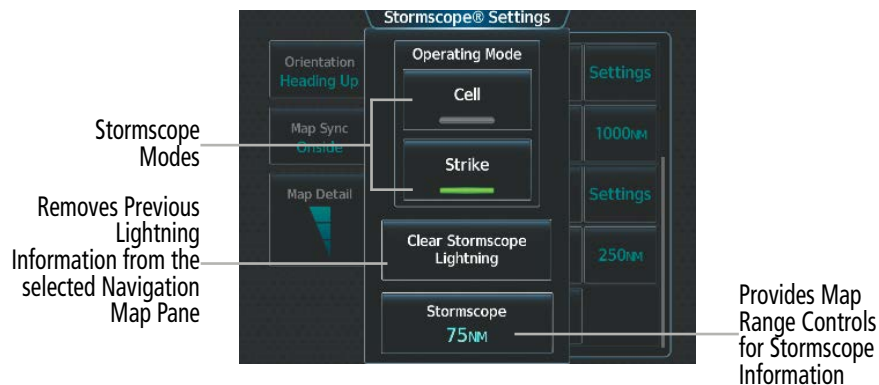 Stormscope® Settings
Orientation
Heading Up
Map Sync
Onside
Map Detail
Operating Mode
Cell
Strike
Clear Stormscope
Lightning
Stormscope
75NM
Settings
1000NM
Settings
250NM
Stormscope
Modes
Removes Previous
Lightning
Information from the
selected Navigation
Map Pane
Provides Map
Range Controls
for Stormscope
Information